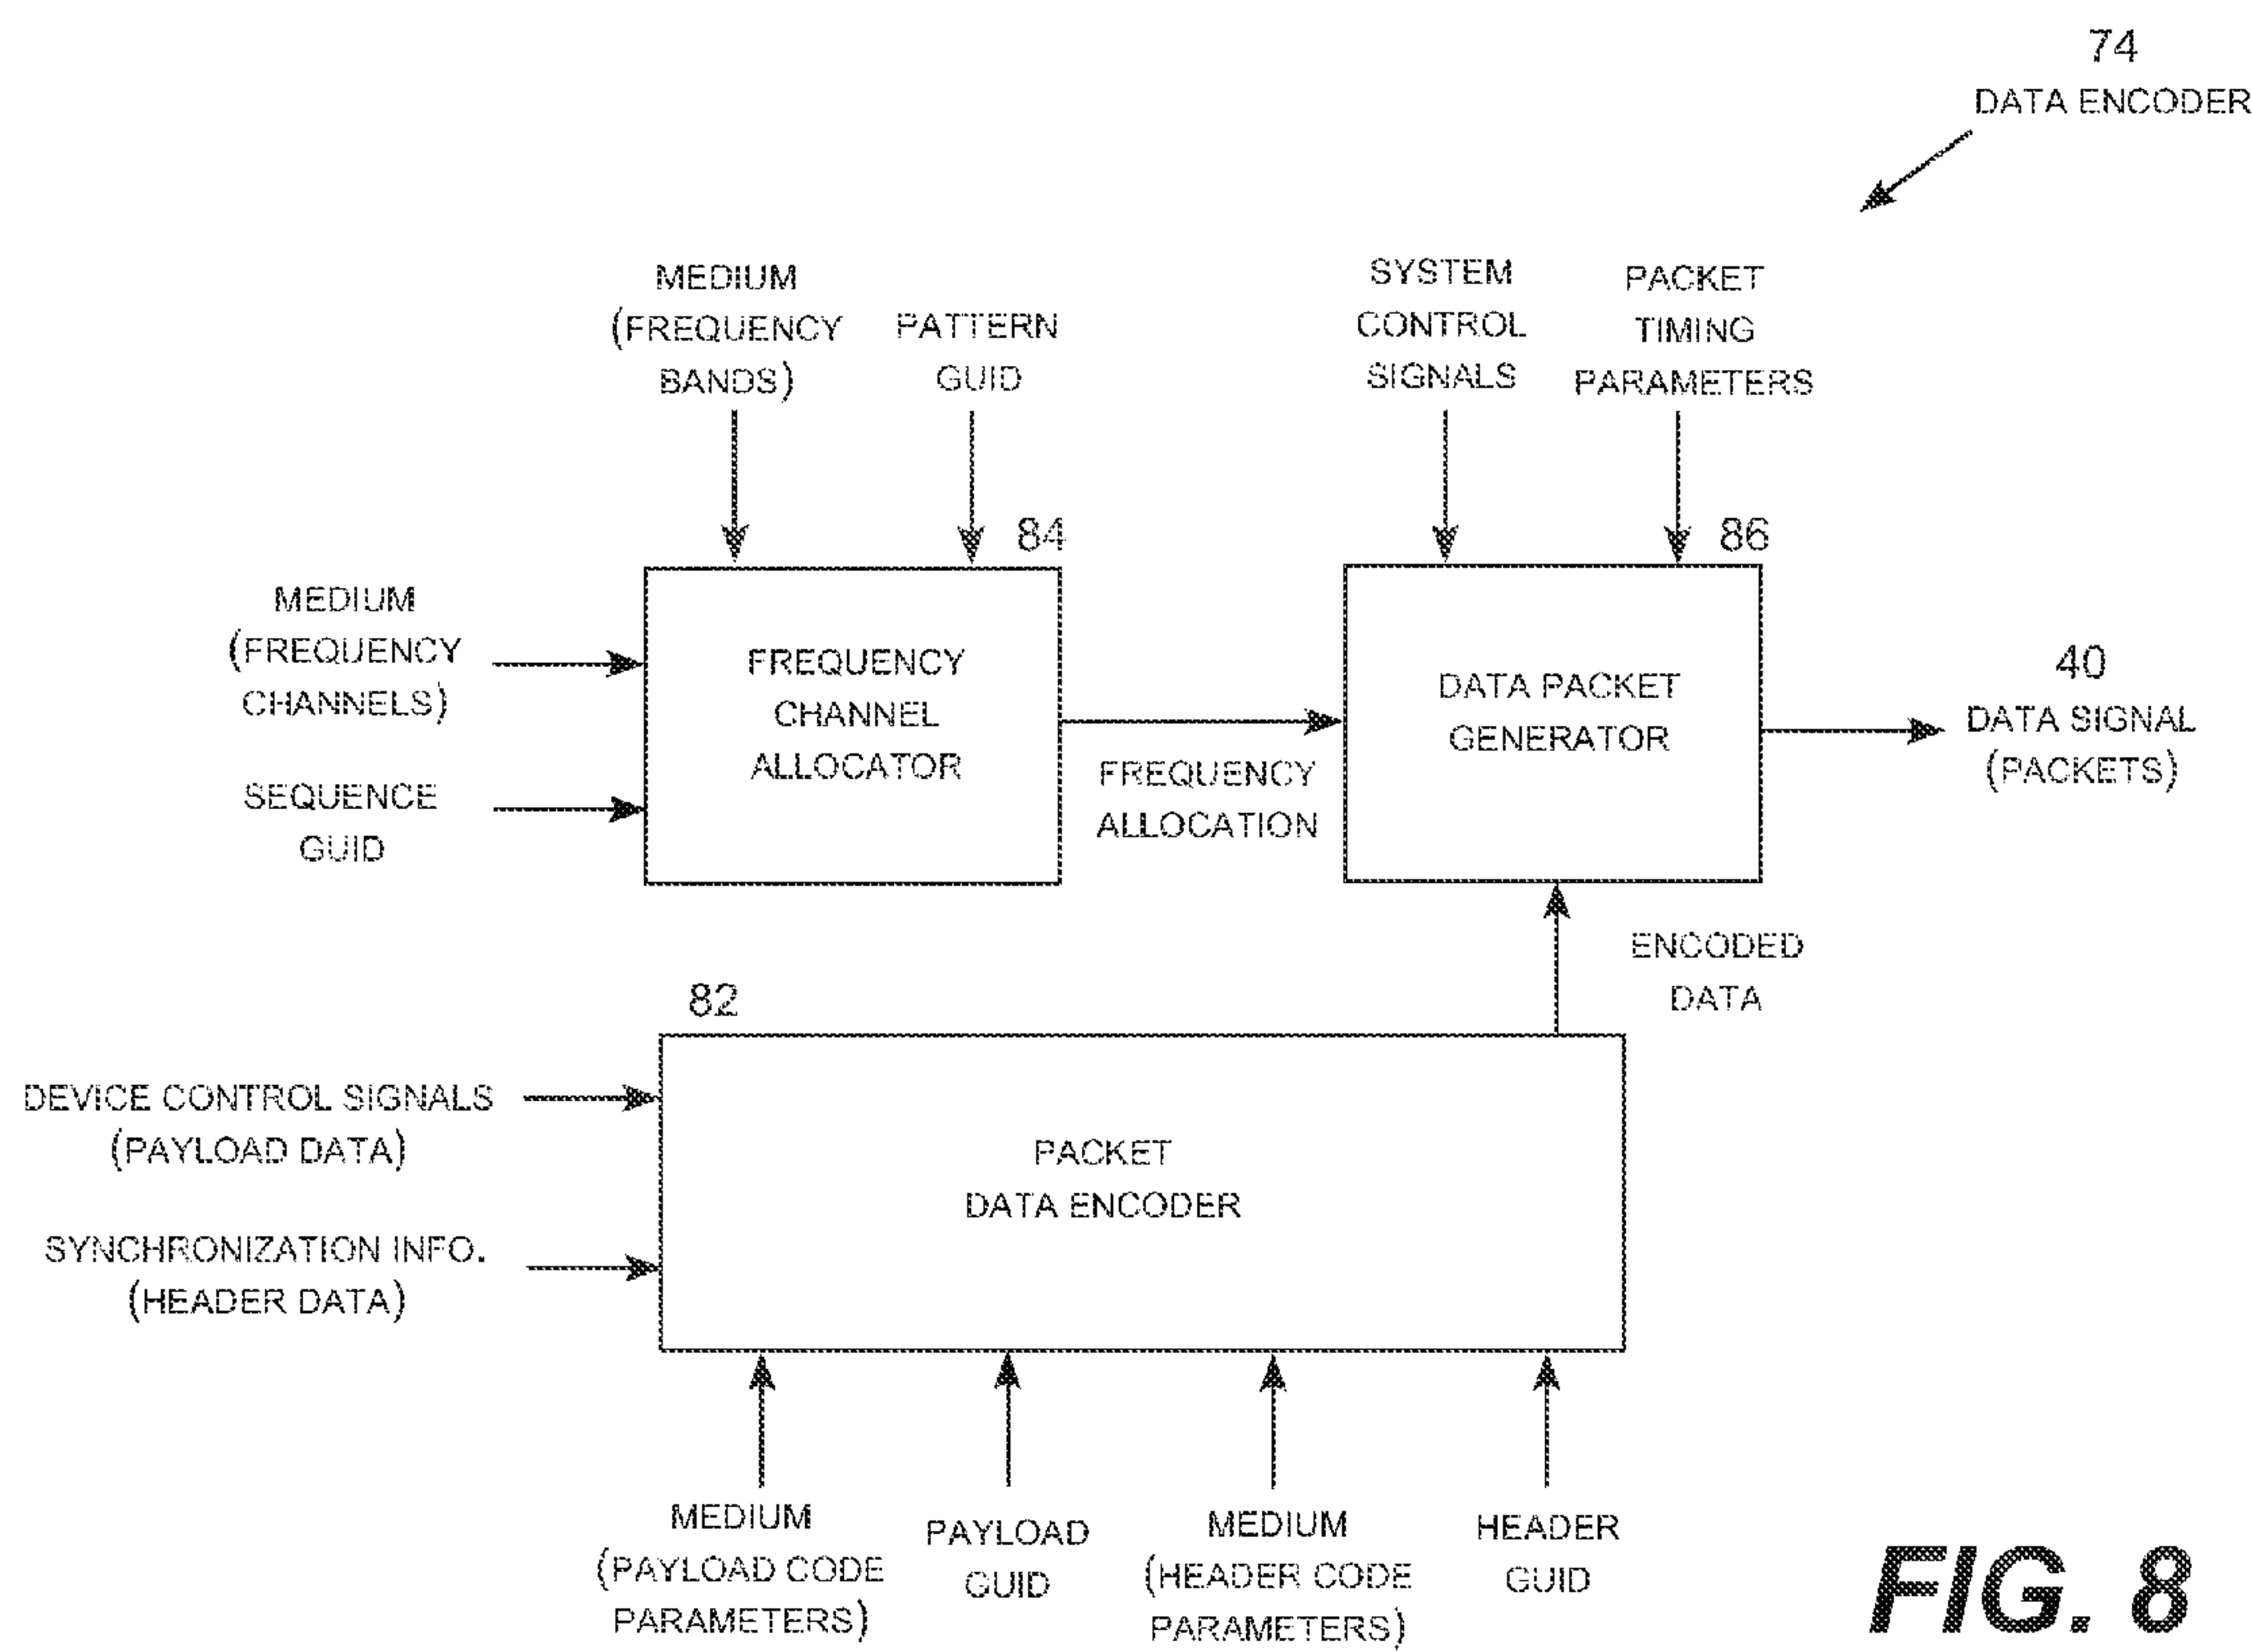 74
DATA ENCODER
MEDIUM
(FREQUENCY
BANDS)
PATTERN
GUID
SYSTEM
CONTROL
SIGNALS
PACKET
TIMING
PARAMETERS
84
86
MEDIUM
(FREQUENCY
CHANNELS)
SEQUENCE
GUID
FREQUENCY
CHANNEL
ALLOCATOR
FREQUENCY
ALLOCATION
DATA PACKET
GENERATOR
40
DATA SIGNAL
(PACKETS)
ENCODED
DATA
82
DEVICE CONTROL SIGNALS
(PAYLOAD DATA)
SYNCHRONIZATION INFO.
(HEADER DATA)
PACKET
DATA ENCODER
MEDIUM
(PAYLOAD CODE
PARAMETERS)
PAYLOAD
GUID
MEDIUM
(HEADER CODE
PARAMETERS)
HEADER
GUID
FIG. 8